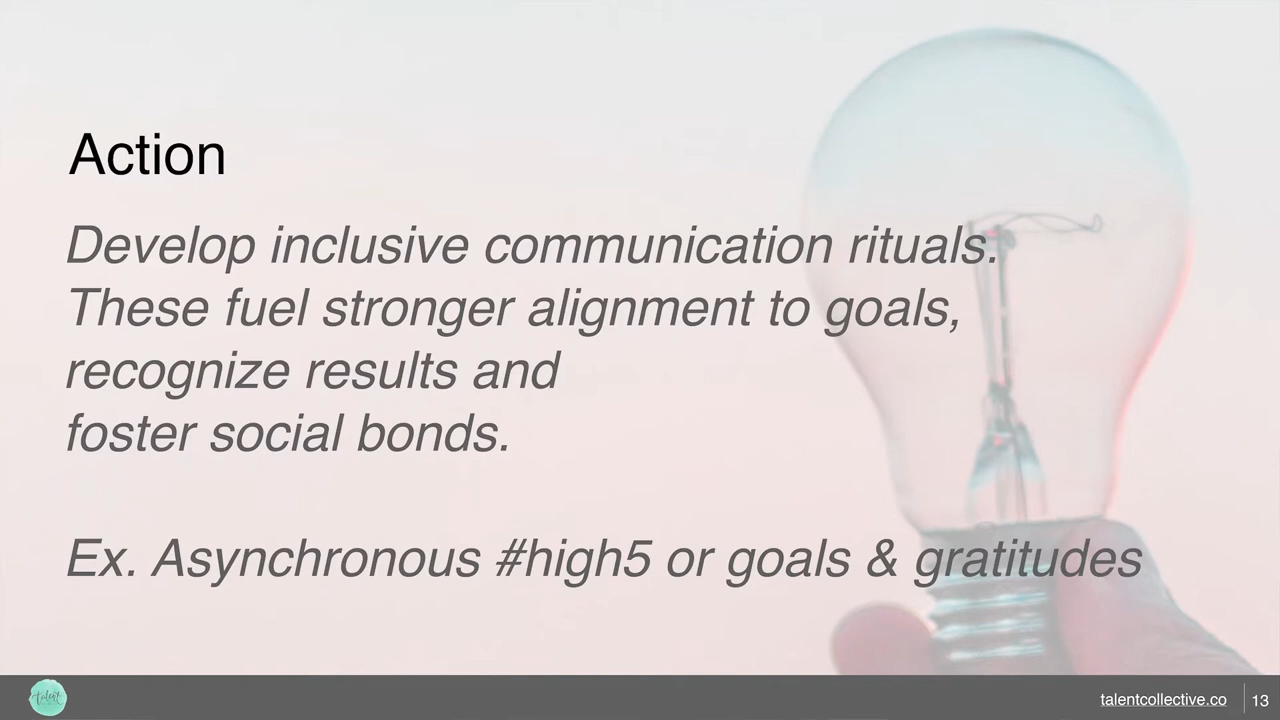 Action
Develop inclusive communication rituals.
These fuel stronger alignment to goals,
recognize results and
foster social bonds.
Ex. Asynchronous #high5 or goals & gratitudes
talent
talentcollective.co
13